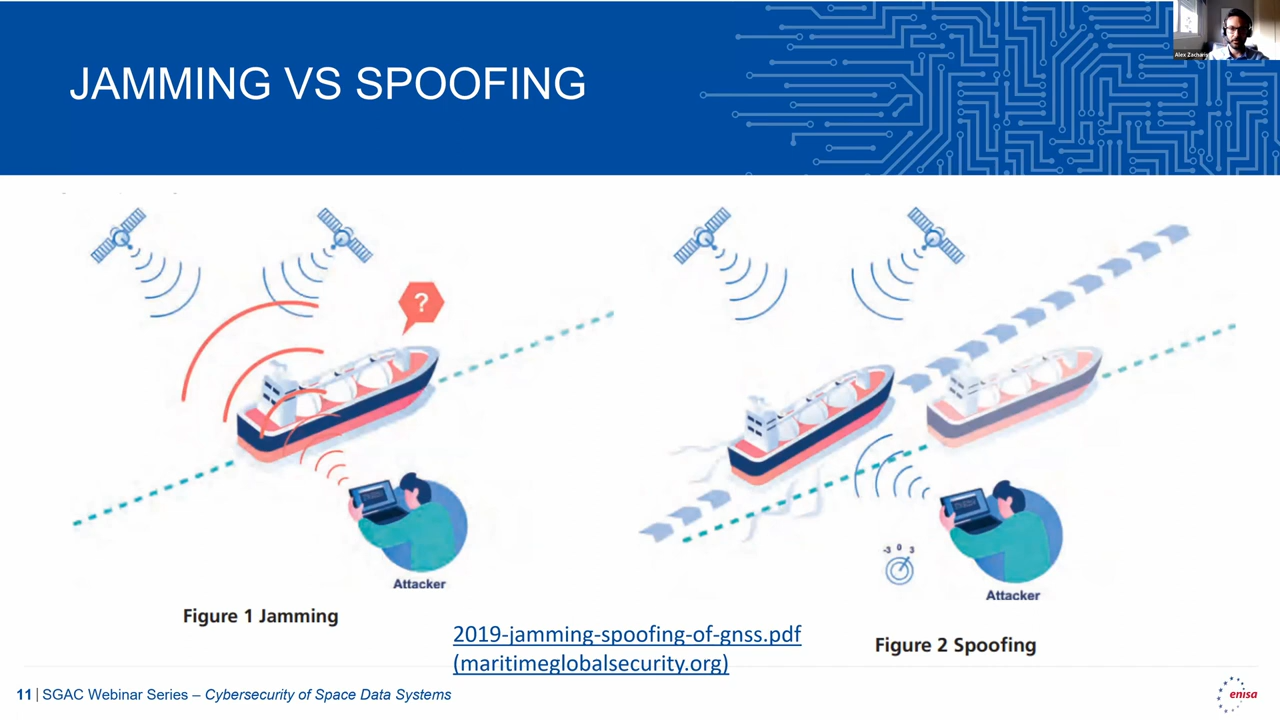 JAMMING VS SPOOFING
?
Attacker
Figure 1 Jamming
-3 0 3
Attacker
Figure 2 Spoofing
2019-jamming-spoofing-of-gnss.pdf
(maritimeglobalsecurity.org)
11 | SGAC Webinar Series – Cybersecurity of Space Data Systems
enisa